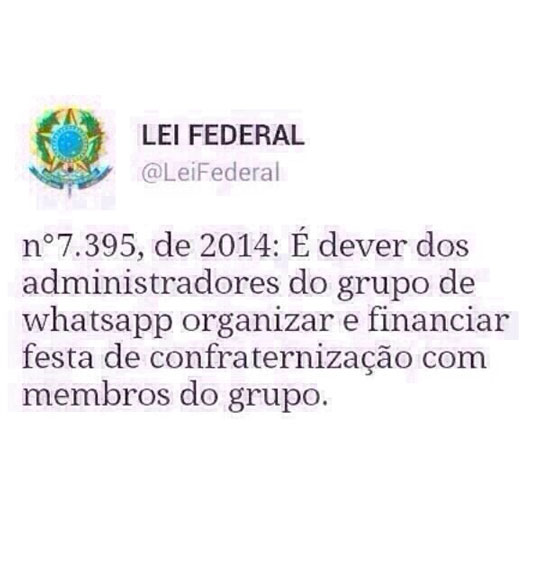 LEI FEDERAL
@LeiFederal
n°7.395, de 2014: É dever dos
administradores do grupo de
whatsapp organizar e financiar
festa de confraternização com
membros do grupo.